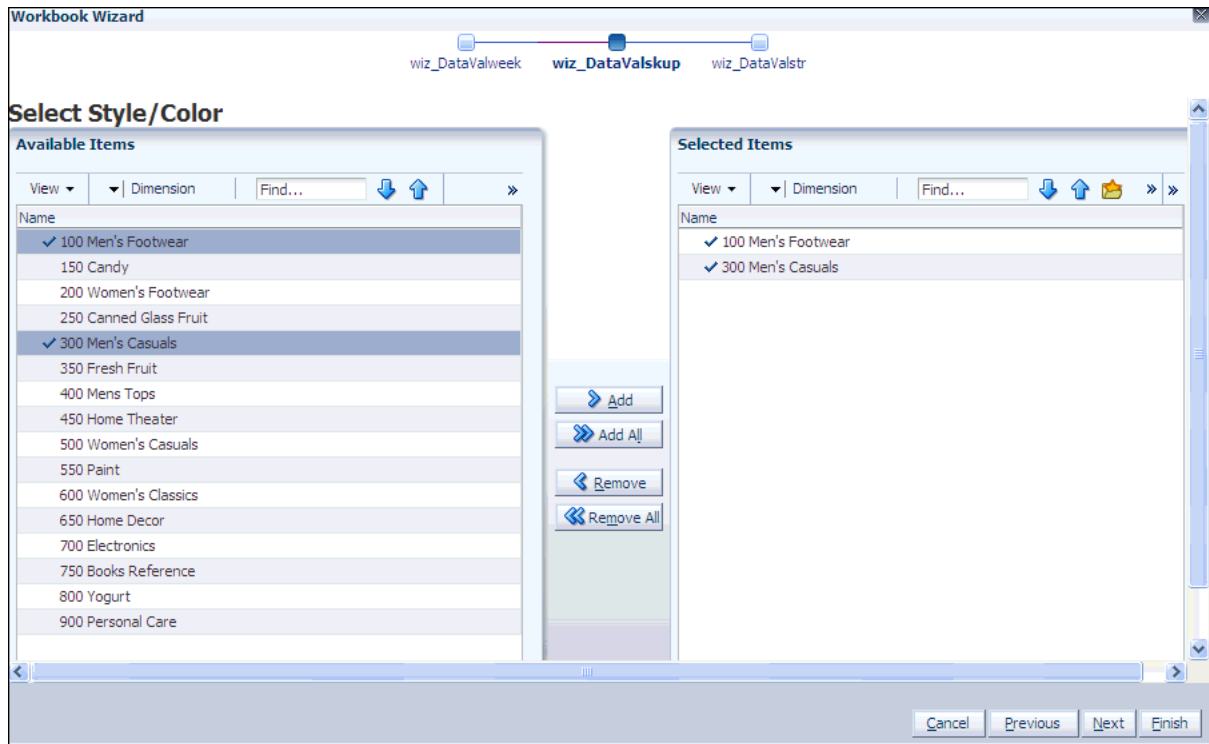 Workbook Wizard
wiz_DataValweek wiz_DataValskup wiz_DataValstr
Select Style/Color
Available Items
View Dimension Find... »
Name
100 Men's Footwear
150 Candy
200 Women's Footwear
250 Canned Glass Fruit
300 Men's Casuals
350 Fresh Fruit
400 Mens Tops
450 Home Theater
500 Women's Casuals
550 Paint
600 Women's Classics
650 Home Decor
700 Electronics
750 Books Reference
800 Yogurt
900 Personal Care
Add
Add All
Remove
Remove All
Selected Items
View Dimension Find... » »
Name
100 Men's Footwear
300 Men's Casuals
Cancel Previous Next Finish